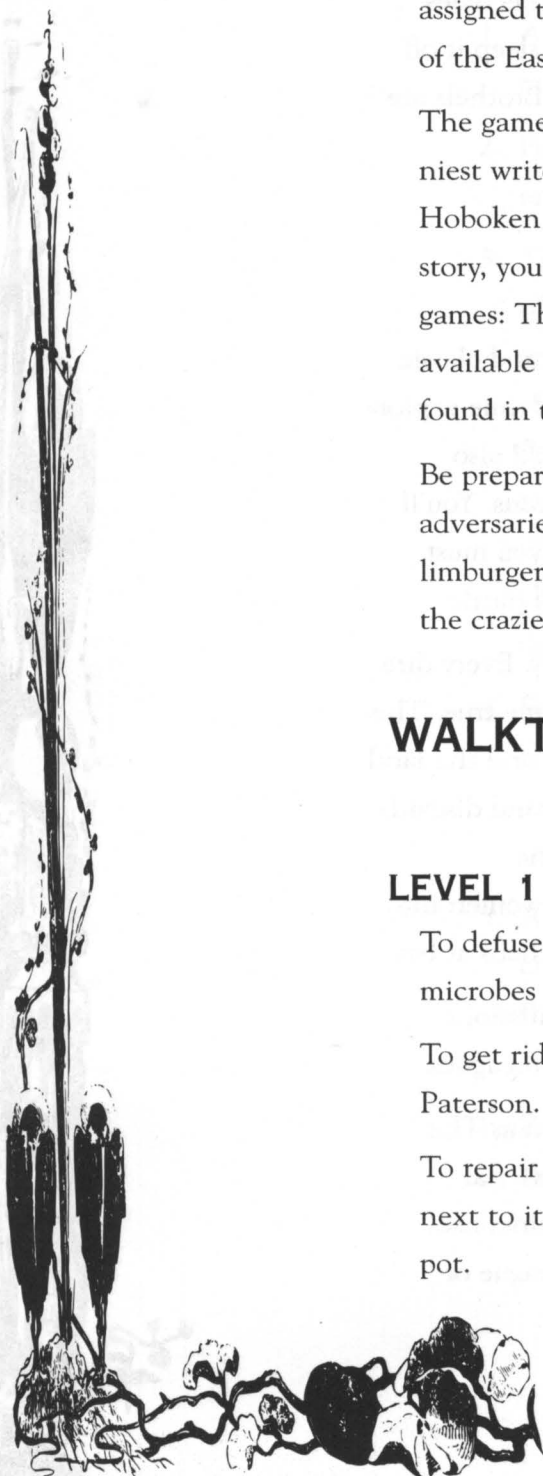 assigned t
of the Eas
The game
niest writ
Hoboken
story, you
games: Th
available
found in t
Be prepar
adversarie
limburger
the crazie
WALKT
LEVEL 1
To defuse
microbes
To get rid
Paterson.
To repair
next to it
pot.